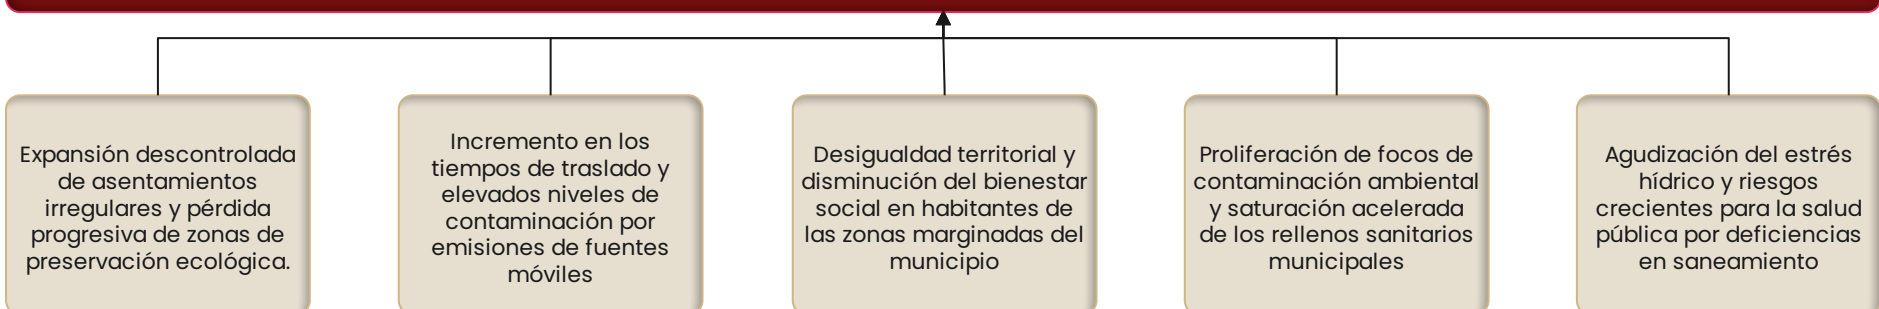 Expansión descontrolada
de asentamientos
irregulares y pérdida
progresiva de zonas de
preservación ecológica.
Incremento en los
tiempos de traslado y
elevados niveles de
contaminación por
emisiones de fuentes
móviles
Desigualdad territorial y
disminución del bienestar
social en habitantes de
las zonas marginadas del
municipio
Proliferación de focos de
contaminación ambiental
y saturación acelerada
de los rellenos sanitarios
municipales
Agudización del estrés
hídrico y riesgos
crecientes para la salud
pública por deficiencias
en saneamiento